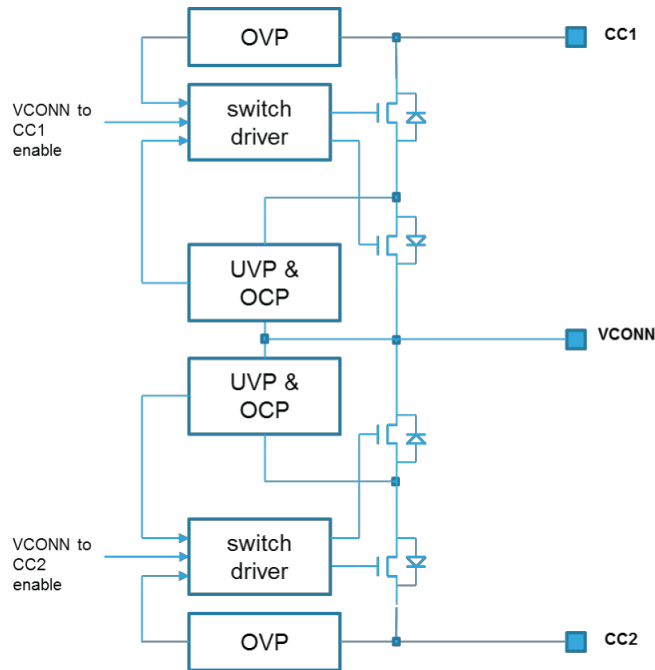 OVP
CC1
VCONN to
CC1
enable
switch
driver
UVP &
OCP
VCONN
UVP &
OCP
VCONN to
CC2
enable
switch
driver
OVP
CC2